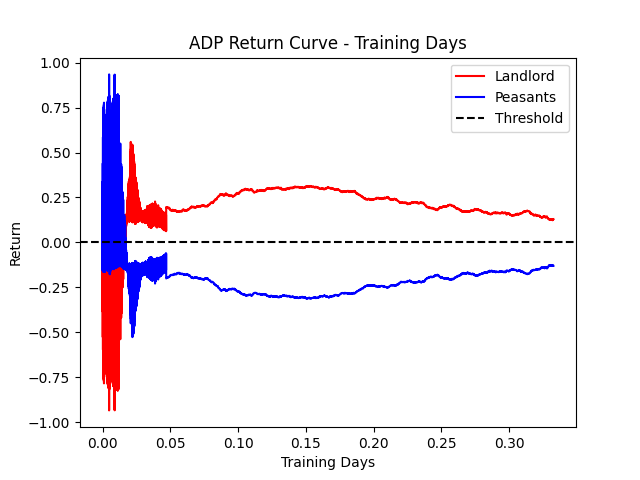 ADP Return Curve - Training Days
Landlord
Peasants
Threshold
Return
1.00
0.75
0.50
0.25
0.00
−0.25
−0.50
−0.75
−1.00
0.00 0.05 0.10 0.15 0.20 0.25 0.30
Training Days